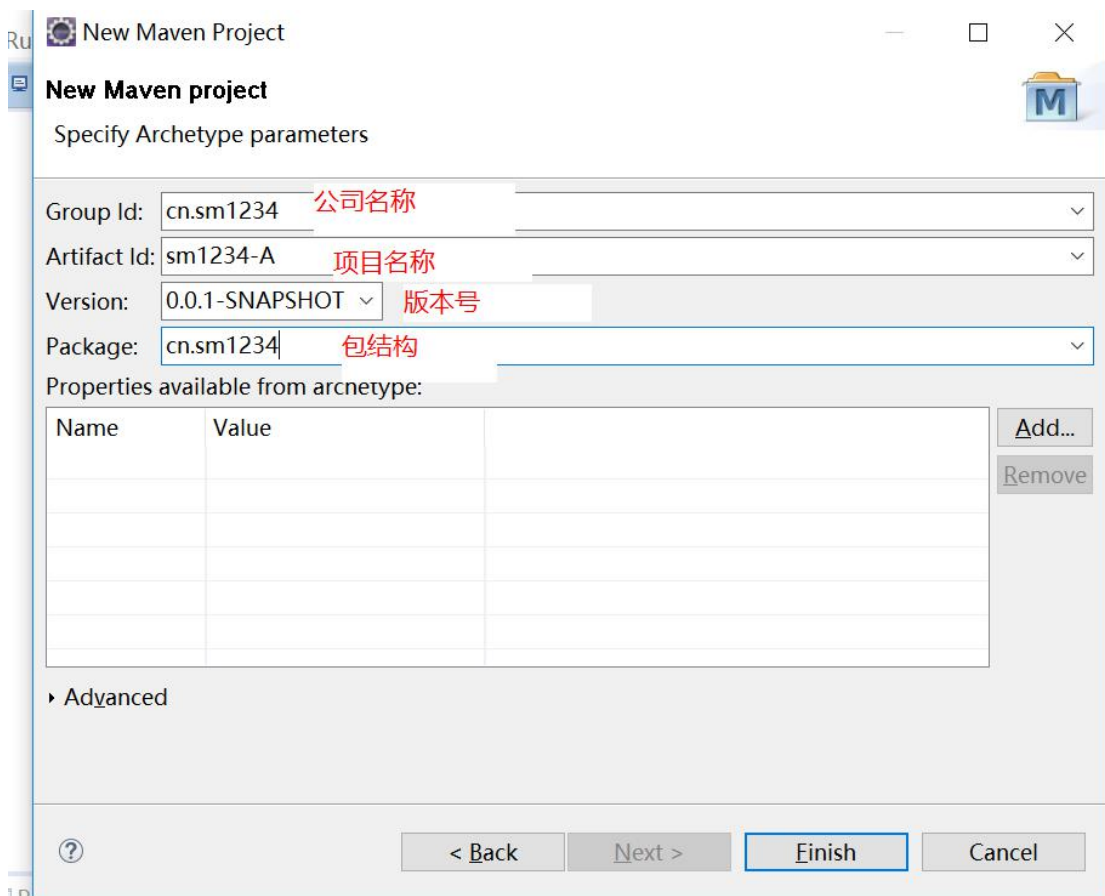 Ru
New Maven Project
New Maven project
M
Specify Archetype parameters
Group Id: cn.sm1234 公司名称
Artifact Id: sm1234-A 项目名称
Version: 0.0.1-SNAPSHOT 版本号
Package: cn.sm1234 包结构
Properties available from archetype:
Name Value
Add...
Remove
Advanced
? < Back Next > Finish Cancel